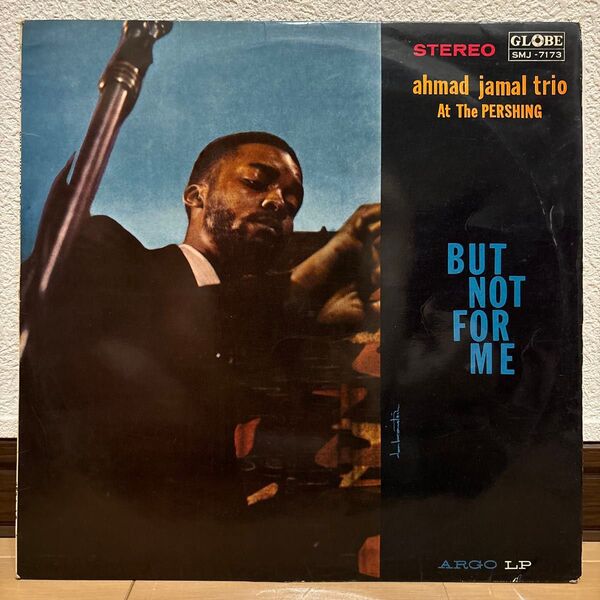 STEREO
GLOBE
SMJ-7173
ahmad jamal trio
At The PERSHING
BUT
NOT
FOR
ME
ARGO LP